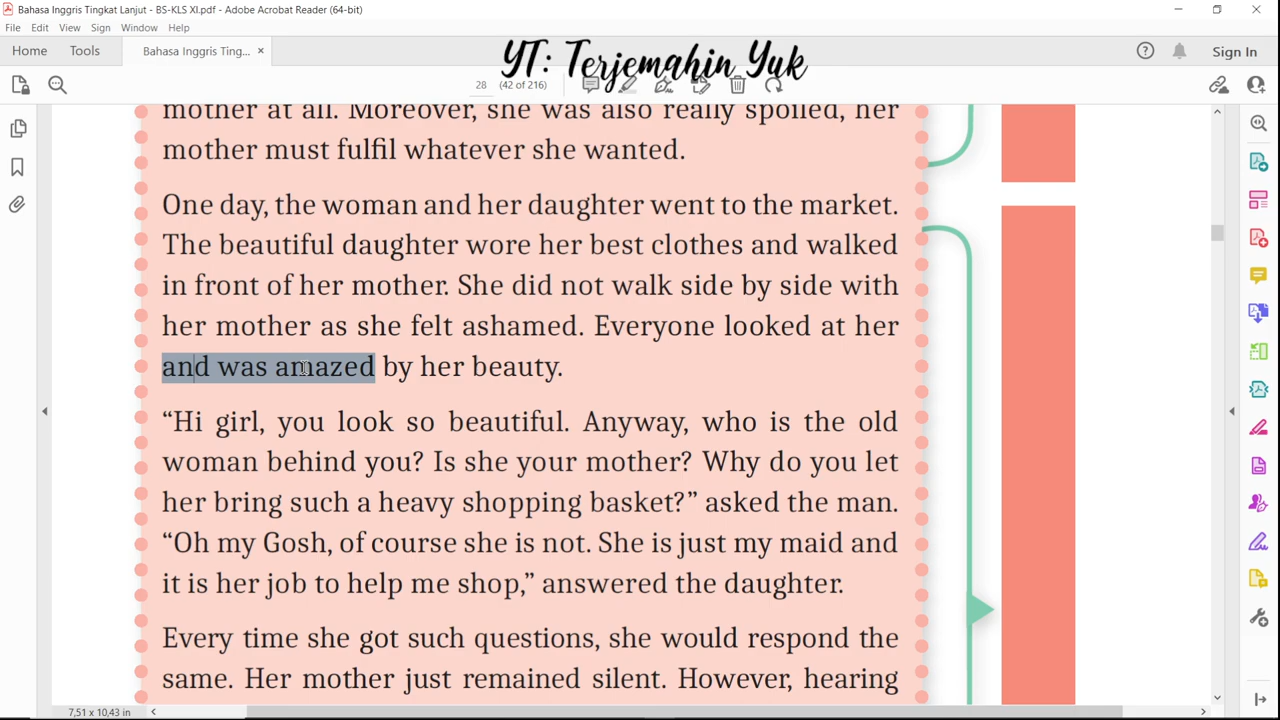 Bahasa Inggris Tingkat Lanjut - BS-KLS XI.pdf - Adobe Acrobat Reader (64-bit)
File Edit View Sign Window Help
YT: Terjemahin Yuk
Home Tools Bahasa Inggris Ting... × Sign In
28 (42 of 216)
mother at all. Moreover, she was also really spoiled, her
mother must fulfil whatever she wanted.
One day, the woman and her daughter went to the market.
The beautiful daughter wore her best clothes and walked
in front of her mother. She did not walk side by side with
her mother as she felt ashamed. Everyone looked at her
and was amazed by her beauty.
“Hi girl, you look so beautiful. Anyway, who is the old
woman behind you? Is she your mother? Why do you let
her bring such a heavy shopping basket?” asked the man.
“Oh my Gosh, of course she is not. She is just my maid and
it is her job to help me shop,” answered the daughter.
Every time she got such questions, she would respond the
same. Her mother just remained silent. However, hearing
7,51 x 10,43 in